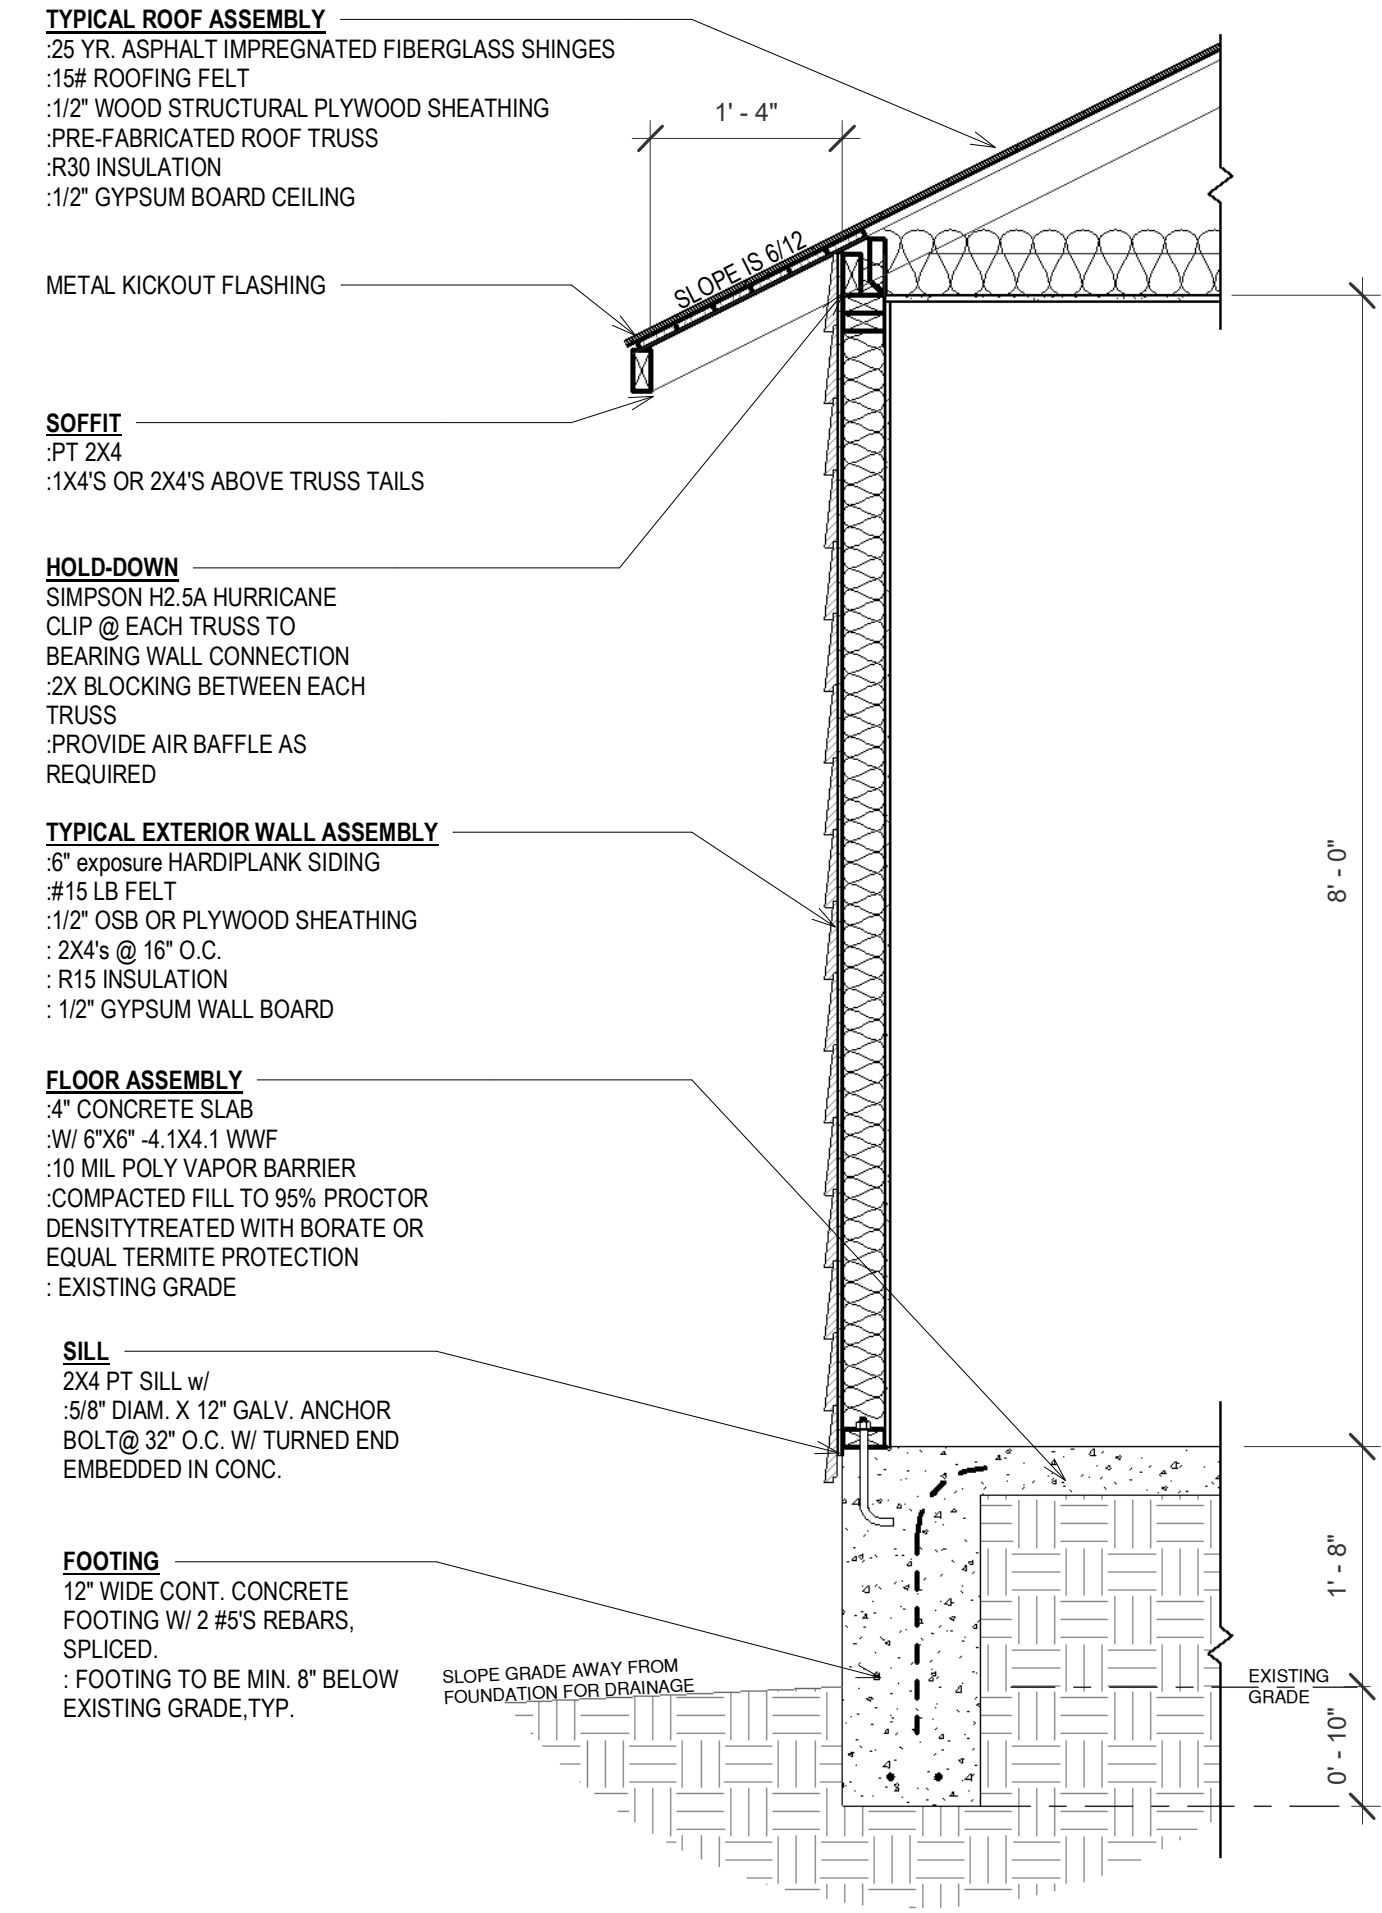 TYPICAL ROOF ASSEMBLY
:25 YR. ASPHALT IMPREGNATED FIBERGLASS SHINGES
:15# ROOFING FELT
:1/2" WOOD STRUCTURAL PLYWOOD SHEATHING
:PRE-FABRICATED ROOF TRUSS
:R30 INSULATION
:1/2" GYPSUM BOARD CEILING
1' - 4"
SLOPE IS 6/12
METAL KICKOUT FLASHING
SOFFIT
:PT 2X4
:1X4'S OR 2X4'S ABOVE TRUSS TAILS
HOLD-DOWN
SIMPSON H2.5A HURRICANE
CLIP @ EACH TRUSS TO
BEARING WALL CONNECTION
:2X BLOCKING BETWEEN EACH
TRUSS
:PROVIDE AIR BAFFLE AS
REQUIRED
TYPICAL EXTERIOR WALL ASSEMBLY
:6" exposure HARDIPLANK SIDING
:#15 LB FELT
:1/2" OSB OR PLYWOOD SHEATHING
: 2X4's @ 16" O.C.
: R15 INSULATION
: 1/2" GYPSUM WALL BOARD
8' - 0"
FLOOR ASSEMBLY
:4" CONCRETE SLAB
:W/ 6"X6" -4.1X4.1 WWF
:10 MIL POLY VAPOR BARRIER
:COMPACTED FILL TO 95% PROCTOR
DENSITYTREATED WITH BORATE OR
EQUAL TERMITE PROTECTION
: EXISTING GRADE
SILL
2X4 PT SILL w/
:5/8" DIAM. X 12" GALV. ANCHOR
BOLT@ 32" O.C. W/ TURNED END
EMBEDDED IN CONC.
FOOTING
12" WIDE CONT. CONCRETE
FOOTING W/ 2 #5'S REBARS,
SPLICED.
: FOOTING TO BE MIN. 8" BELOW
EXISTING GRADE,TYP.
SLOPE GRADE AWAY FROM
FOUNDATION FOR DRAINAGE
1' - 8"
EXISTING
GRADE
0' - 10"